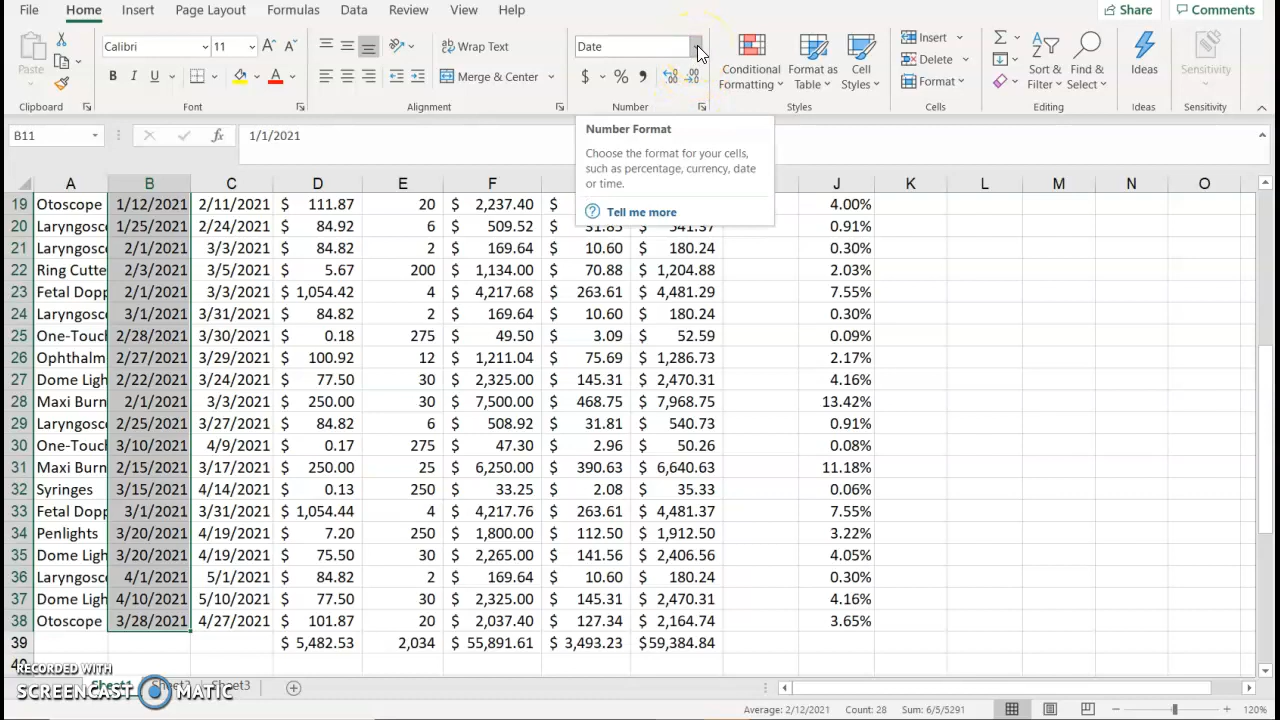 File Home Insert Page Layout Formulas Data Review View Help Share Comments
Paste Calibri 11 A A Wrap Text Date Insert
B I U A Merge & Center $ % Conditional Formatting Format as Table Cell Styles Delete Format Sort & Filter Find & Select Ideas Sensitivity
Clipboard Font Alignment Number Styles Cells Editing Ideas Sensitivity
B11 fx 1/1/2021
Number Format
Choose the format for your cells,
such as percentage, currency, date
or time.
Tell me more
A B C D E F J K L M N O
19 Otoscope 1/12/2021 2/11/2021 $ 111.87 20 $ 2,237.40 $ 4.00%
20 Laryngosc 1/25/2021 2/24/2021 $ 84.92 6 $ 509.52 $ 31.85 $ 541.37 0.91%
21 Laryngosc 2/1/2021 3/3/2021 $ 84.82 2 $ 169.64 $ 10.60 $ 180.24 0.30%
22 Ring Cutte 2/3/2021 3/5/2021 $ 5.67 200 $ 1,134.00 $ 70.88 $ 1,204.88 2.03%
23 Fetal Dopp 2/1/2021 3/3/2021 $ 1,054.42 4 $ 4,217.68 $ 263.61 $ 4,481.29 7.55%
24 Laryngosc 3/1/2021 3/31/2021 $ 84.82 2 $ 169.64 $ 10.60 $ 180.24 0.30%
25 One-Touch 2/28/2021 3/30/2021 $ 0.18 275 $ 49.50 $ 3.09 $ 52.59 0.09%
26 Ophthalm 2/27/2021 3/29/2021 $ 100.92 12 $ 1,211.04 $ 75.69 $ 1,286.73 2.17%
27 Dome Ligh 2/22/2021 3/24/2021 $ 77.50 30 $ 2,325.00 $ 145.31 $ 2,470.31 4.16%
28 Maxi Burn 2/1/2021 3/3/2021 $ 250.00 30 $ 7,500.00 $ 468.75 $ 7,968.75 13.42%
29 Laryngosc 2/25/2021 3/27/2021 $ 84.82 6 $ 508.92 $ 31.81 $ 540.73 0.91%
30 One-Touch 3/10/2021 4/9/2021 $ 0.17 275 $ 47.30 $ 2.96 $ 50.26 0.08%
31 Maxi Burn 2/15/2021 3/17/2021 $ 250.00 25 $ 6,250.00 $ 390.63 $ 6,640.63 11.18%
32 Syringes 3/15/2021 4/14/2021 $ 0.13 250 $ 33.25 $ 2.08 $ 35.33 0.06%
33 Fetal Dopp 3/1/2021 3/31/2021 $ 1,054.44 4 $ 4,217.76 $ 263.61 $ 4,481.37 7.55%
34 Penlights 3/20/2021 4/19/2021 $ 7.20 250 $ 1,800.00 $ 112.50 $ 1,912.50 3.22%
35 Dome Ligh 3/20/2021 4/19/2021 $ 75.50 30 $ 2,265.00 $ 141.56 $ 2,406.56 4.05%
36 Laryngosc 4/1/2021 5/1/2021 $ 84.82 2 $ 169.64 $ 10.60 $ 180.24 0.30%
37 Dome Ligh 4/10/2021 5/10/2021 $ 77.50 30 $ 2,325.00 $ 145.31 $ 2,470.31 4.16%
38 Otoscope 3/28/2021 4/27/2021 $ 101.87 20 $ 2,037.40 $ 127.34 $ 2,164.74 3.65%
39 $ 5,482.53 2,034 $ 55,891.61 $ 3,493.23 $59,384.84
40
RECORDED WITH
SCREENCAST MATIC
Sheet1 Sheet2 Sheet3
Average: 2/12/2021 Count: 28 Sum: 6/5/5291 120%